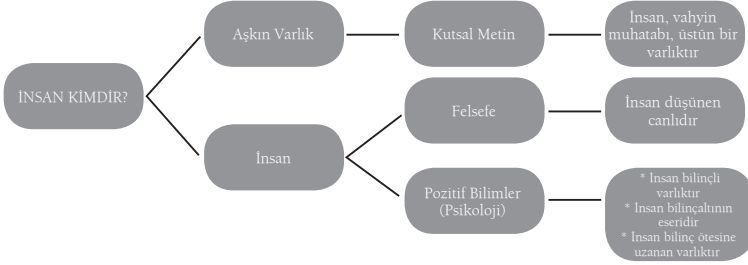 İNSAN KİMDİR?
Aşkın Varlık
Kutsal Metin
İnsan, vahyin
muhatabı, üstün bir
varlıktır
İnsan
Felsefe
İnsan düşünen
canlıdır
Pozitif Bilimler
(Psikoloji)
* İnsan bilinçli
varlıktır
* İnsan bilinçaltının
eseridir
* İnsan bilinç ötesine
uzanan varlıktır